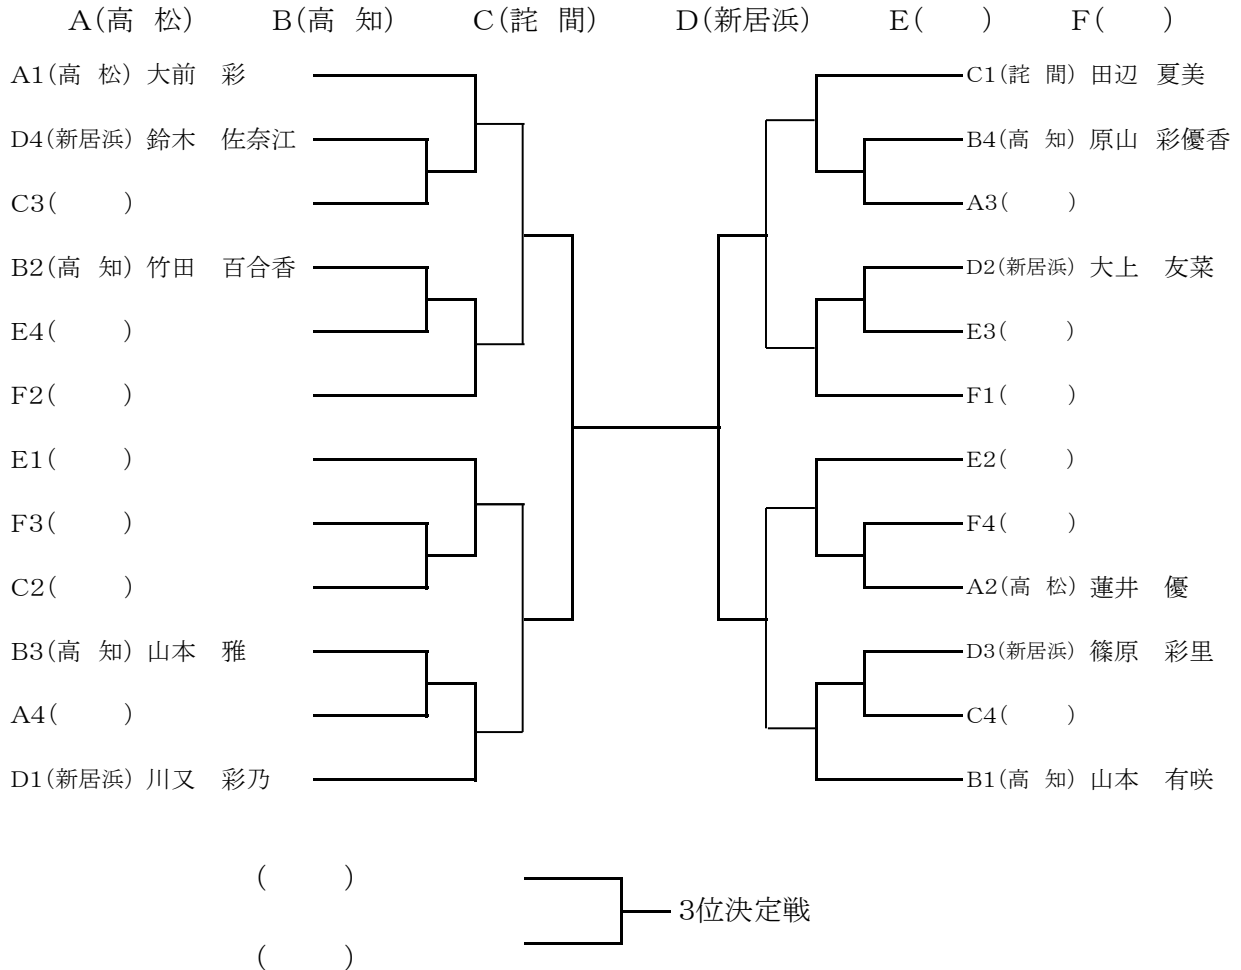 A(高 松) B(高 知) C(詫 間) D(新居浜) E( ) F( )
A1(高 松) 大前 彩
D4(新居浜) 鈴木 佐奈江
C3( )
B2(高 知) 竹田 百合香
E4( )
F2( )
E1( )
F3( )
C2( )
B3(高 知) 山本 雅
A4( )
D1(新居浜) 川又 彩乃
C1(詫 間) 田辺 夏美
B4(高 知) 原山 彩優香
A3( )
D2(新居浜) 大上 友菜
E3( )
F1( )
E2( )
F4( )
A2(高 松) 蓮井 優
D3(新居浜) 篠原 彩里
C4( )
B1(高 知) 山本 有咲
( )
3位決定戦
( )